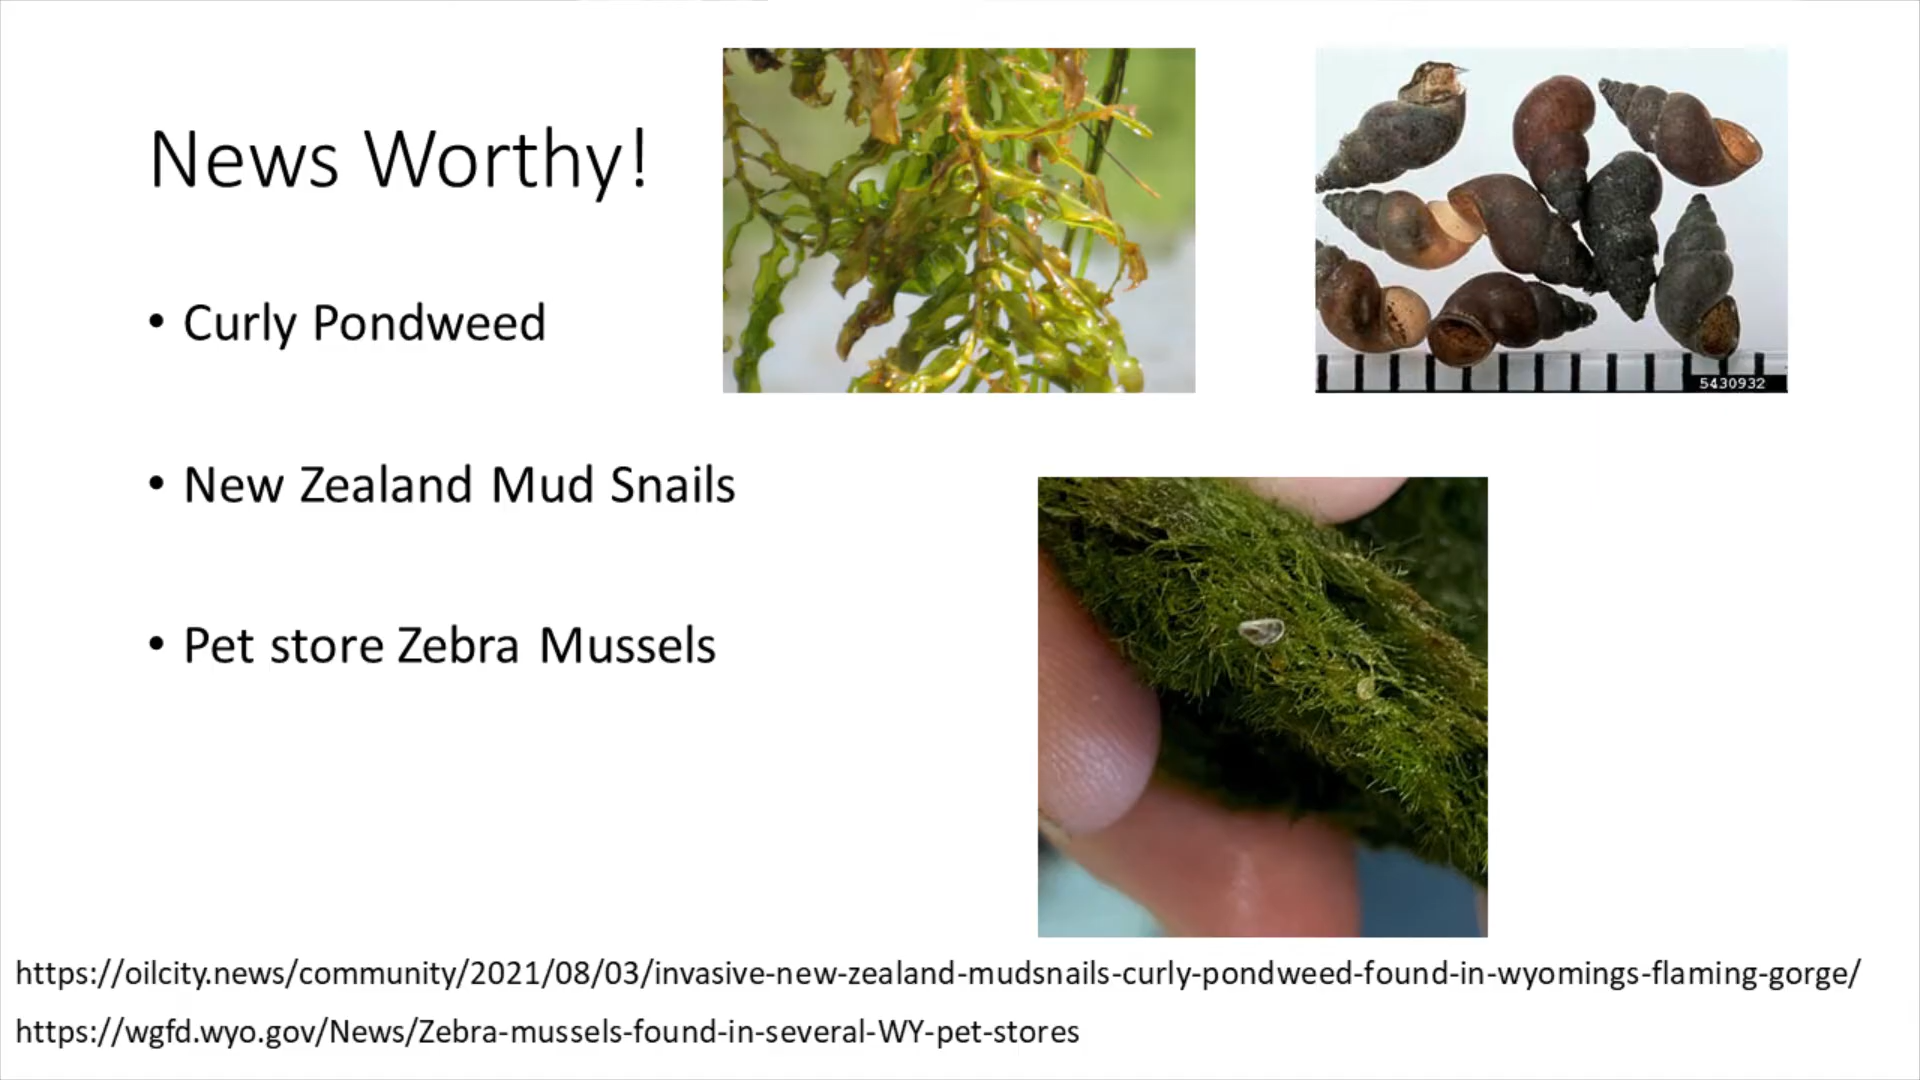 News Worthy!
• Curly Pondweed
• New Zealand Mud Snails
• Pet store Zebra Mussels
5430932
https://oilcity.news/community/2021/08/03/invasive-new-zealand-mudsnails-curly-pondweed-found-in-wyomings-flaming-gorge/
https://wgfd.wyo.gov/News/Zebra-mussels-found-in-several-WY-pet-stores